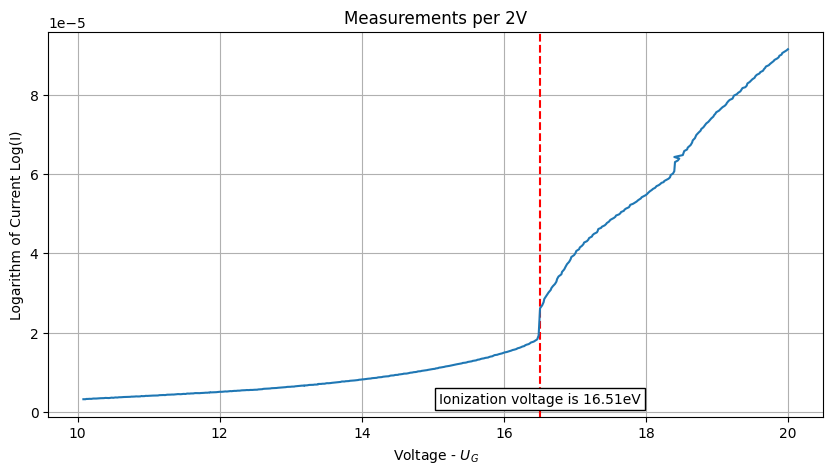 Measurements per 2V
1e−5
8
6
4
2
0
Logarithm of Current Log(I)
Ionization voltage is 16.51eV
10 12 14 16 18 20
Voltage - U_G